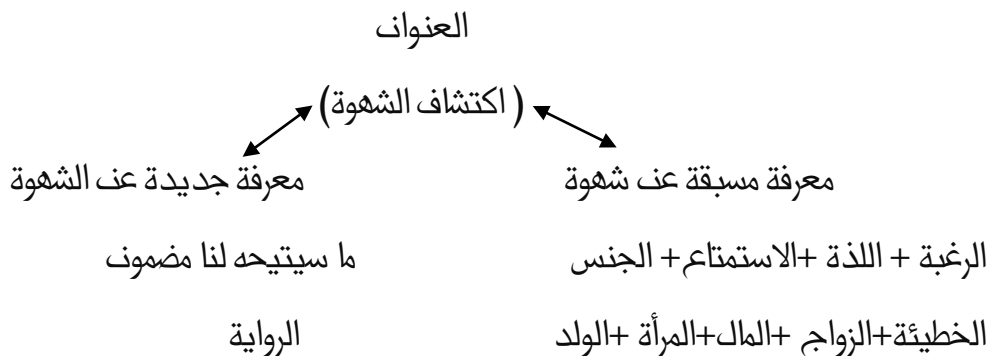 العنوان
( اكتشاف الشهوة)
معرفة مسبقة عن شهوة معرفة جديدة عن الشهوة
الرغبة + اللذة +الاستمتاع+ الجنس ما سيتيحه لنا مضمون
الخطيئة+الزواج +المال+المرأة +الولد الرواية